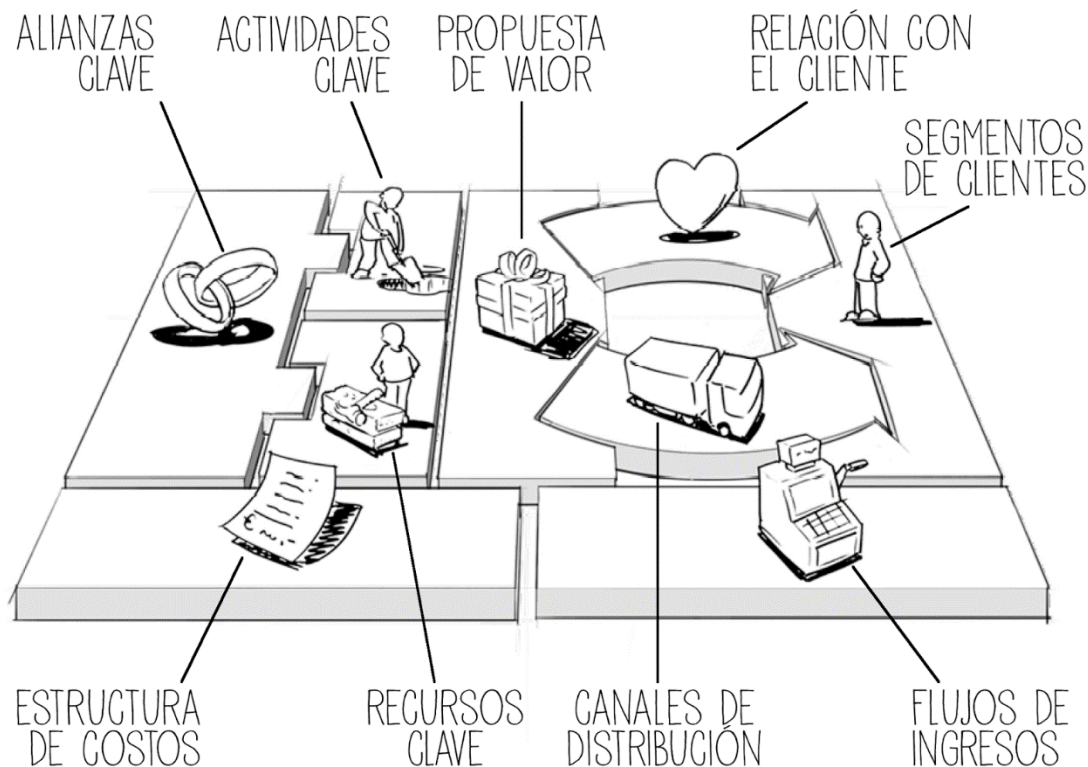 ALIANZAS
CLAVE
ACTIVIDADES
CLAVE
PROPUESTA
DE VALOR
RELACIÓN CON
EL CLIENTE
SEGMENTOS
DE CLIENTES
ESTRUCTURA
DE COSTOS
RECURSOS
CLAVE
CANALES DE
DISTRIBUCIÓN
FLUJOS DE
INGRESOS